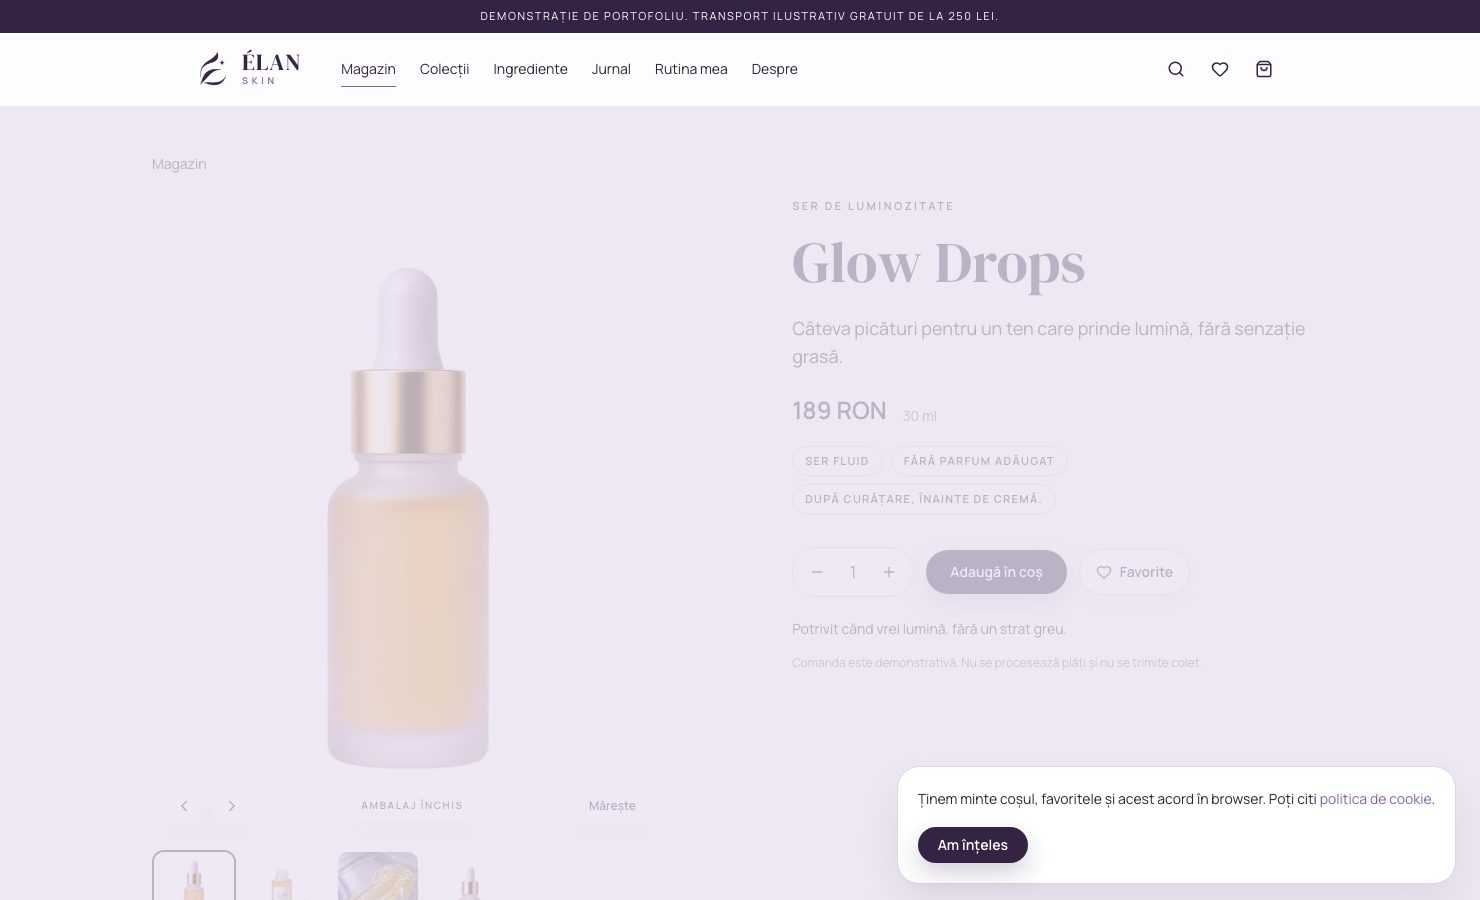 DEMONSTRAȚIE DE PORTOFOLIU. TRANSPORT ILUSTRATIV GRATUIT DE LA 250 LEI.
ÉLAN
SKIN
Magazin
Colecții
Ingrediente
Jurnal
Rutina mea
Despre
Magazin
SER DE LUMINOZITATE
Glow Drops
Câteva picături pentru un ten care prinde lumină, fără senzație
grasă.
189 RON
30 ml
SER FLUID
FĂRĂ PARFUM ADĂUGAT
DUPĂ CURĂȚARE, ÎNAINTE DE CREMĂ.
1
Adaugă în coș
Favorite
Potrivit când vrei lumină, fără un strat greu.
Comanda este demonstrativă. Nu se procesează plăți și nu se trimite colet.
AMBALAJ ÎNCHIS
Mărește
ÉLAN
Ținem minte coșul, favoritele și acest acord în browser. Poți citi politica de cookie.
Am înțeles